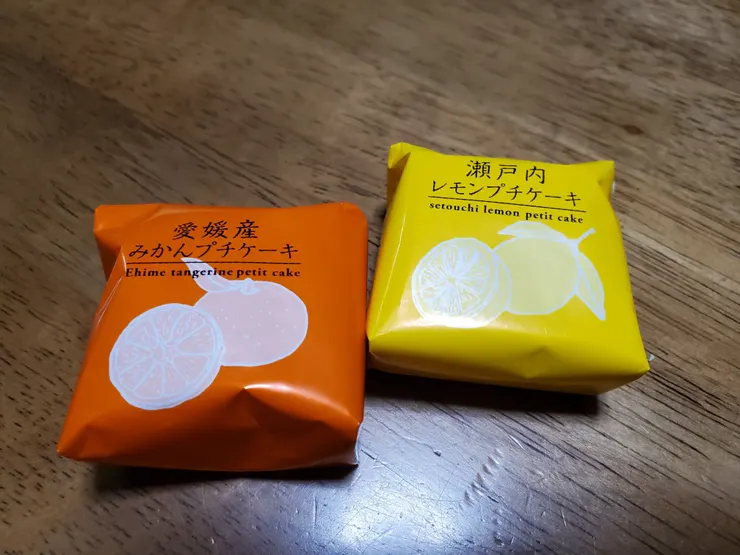 愛媛産
みかんプチケーキ
Ehime tangerine petit cake
瀬戸内
レモンプチケーキ
setouchi lemon petit cake